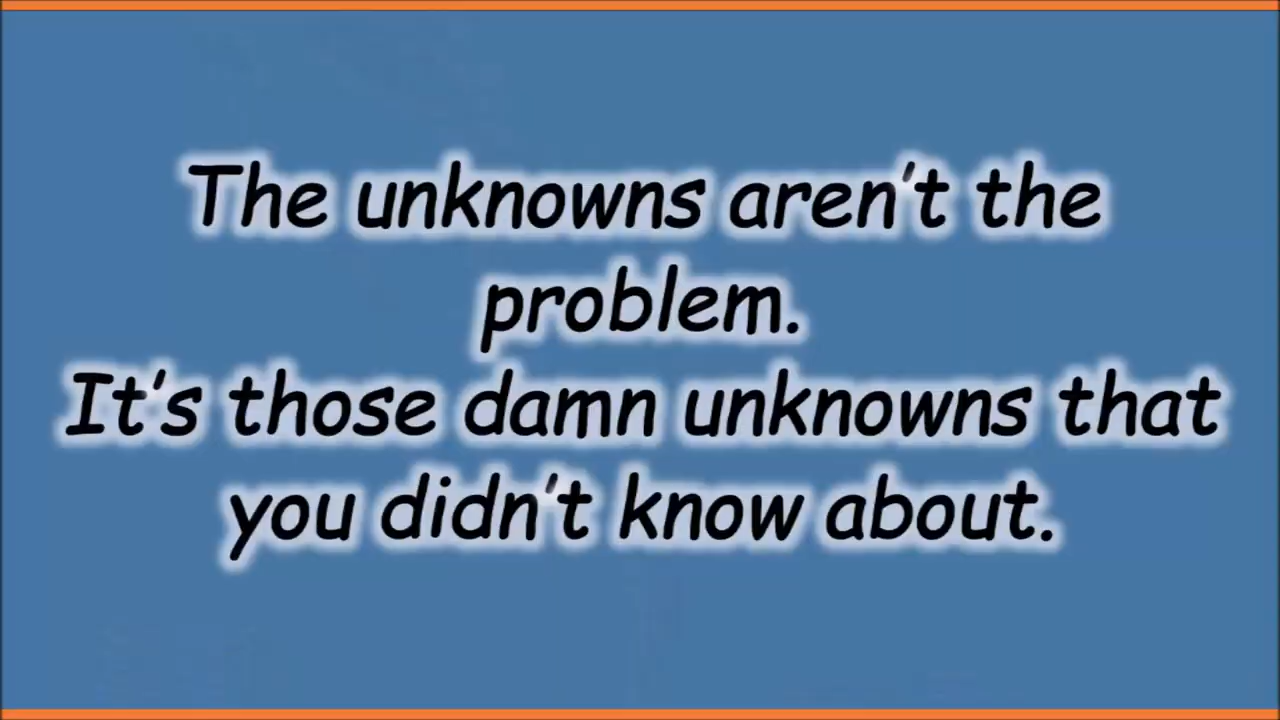 The unknowns aren’t the
problem.
It’s those damn unknowns that
you didn’t know about.